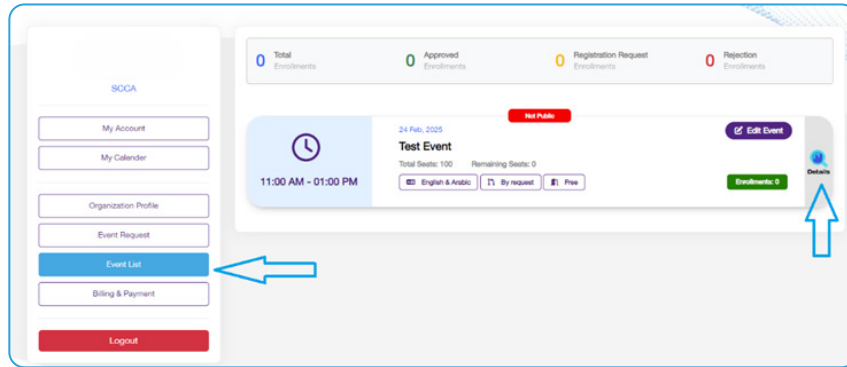 SCCA
My Account
My Calender
Organization Profile
Event Request
Event List
Billing & Payment
Logout
0 Total Enrollments
0 Approved Enrollments
0 Registration Request Enrollments
0 Rejection Enrollments
Not Public
11:00 AM - 01:00 PM
24 Feb, 2025
Test Event
Total Seats: 100 Remaining Seats: 0
English & Arabic By request Free
Edit Event
Enrollments: 0
Details